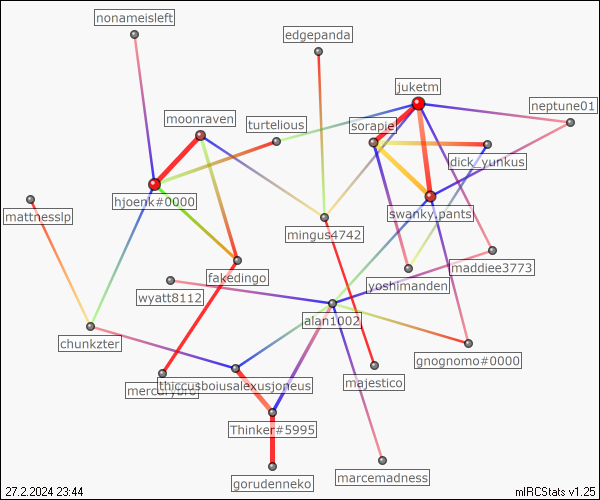 nonameisleft
edgepanda
juketm
neptune01
moonraven
turtelious
sorapie
dick_yunkus
hjoenk#0000
swanky.pants
mattnesslp
mingus4742
maddiee3773
fakedingo
yoshimanden
wyatt8112
alan1002
chunkzter
gnognomo#0000
mercurybro
thiccusboiusalexusjoneus
majestico
Thinker#5995
gorudenneko
marcemadness
27.2.2024 23:44
mIRCStats v1.25